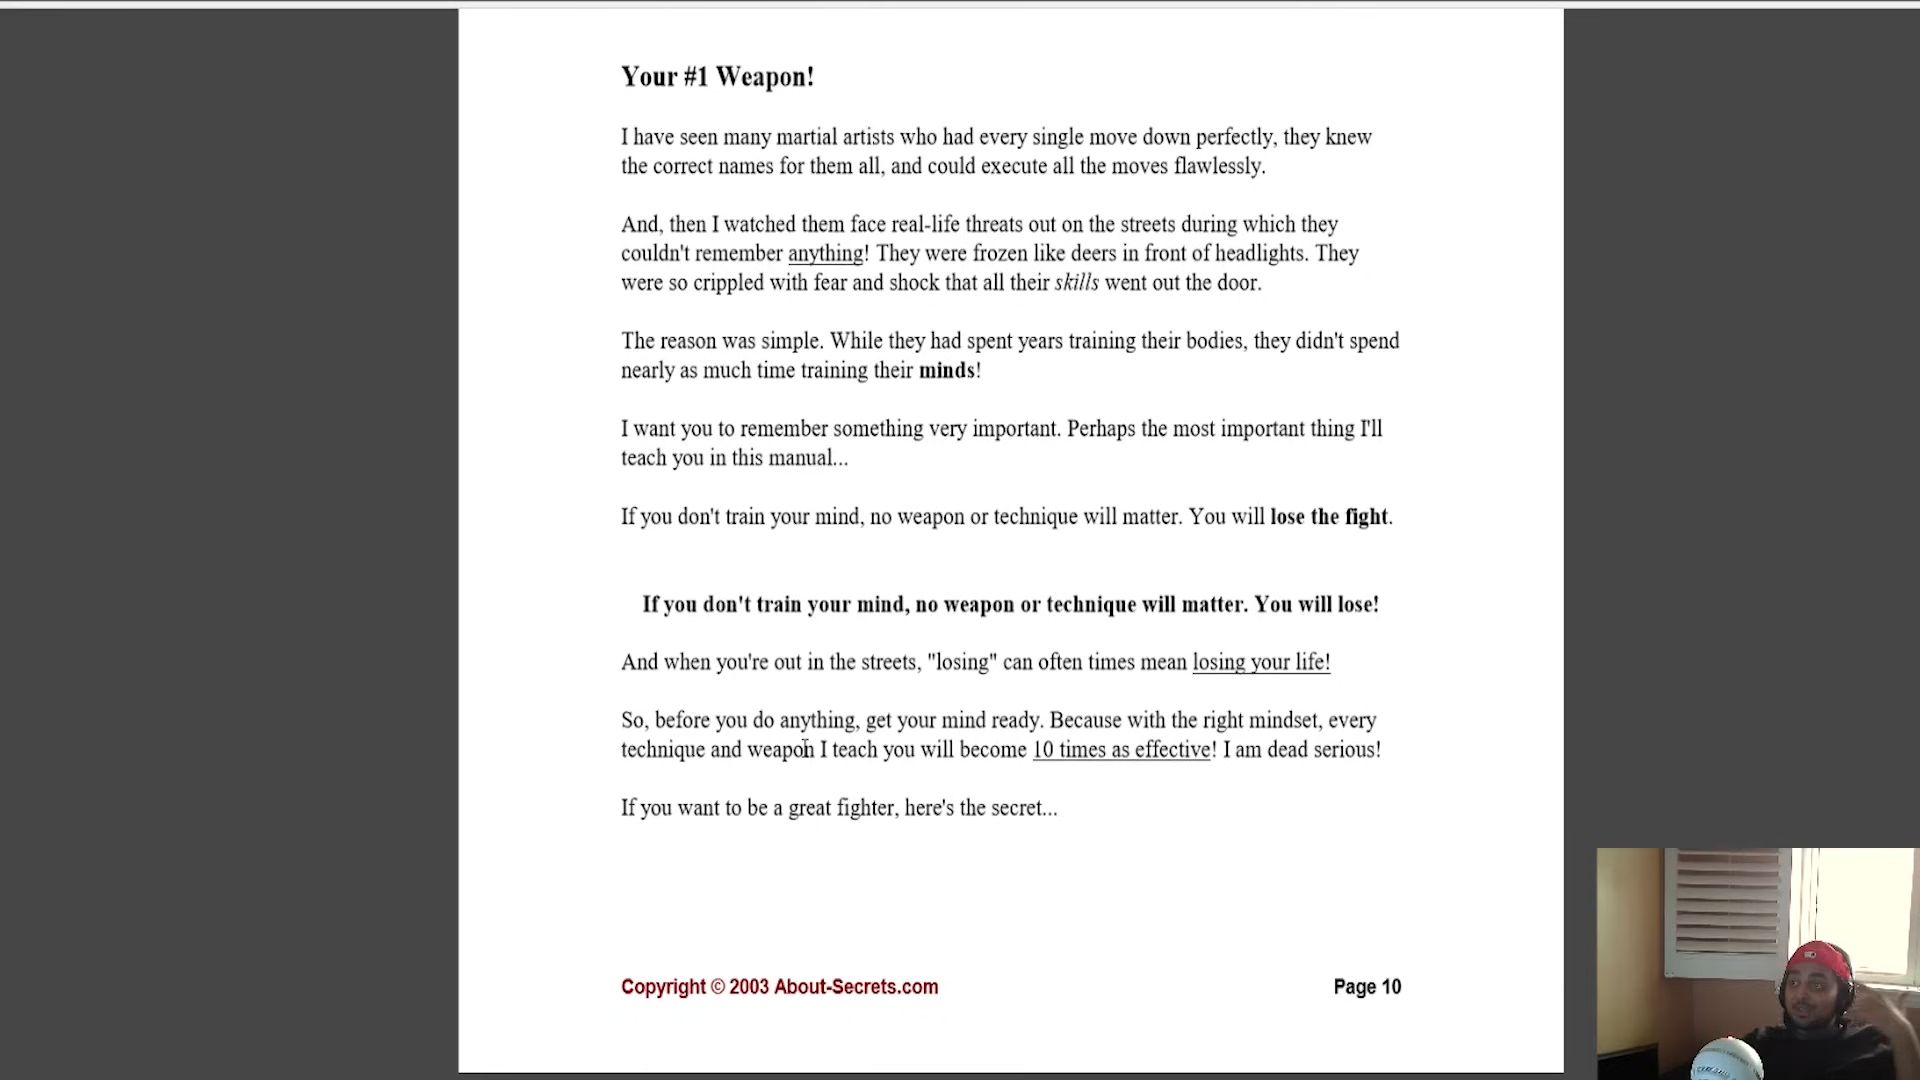 Your #1 Weapon!
I have seen many martial artists who had every single move down perfectly, they knew
the correct names for them all, and could execute all the moves flawlessly.
And, then I watched them face real-life threats out on the streets during which they
couldn't remember anything! They were frozen like deers in front of headlights. They
were so crippled with fear and shock that all their skills went out the door.
The reason was simple. While they had spent years training their bodies, they didn't spend
nearly as much time training their minds!
I want you to remember something very important. Perhaps the most important thing I'll
teach you in this manual...
If you don't train your mind, no weapon or technique will matter. You will lose the fight.
If you don't train your mind, no weapon or technique will matter. You will lose!
And when you're out in the streets, "losing" can often times mean losing your life!
So, before you do anything, get your mind ready. Because with the right mindset, every
technique and weapon I teach you will become 10 times as effective! I am dead serious!
If you want to be a great fighter, here's the secret...
Copyright © 2003 About-Secrets.com
Page 10